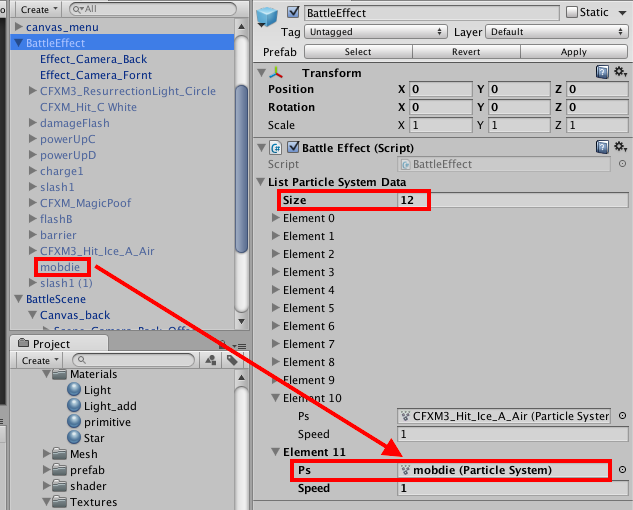 Create All
canvas_menu
BattleEffect
Effect_Camera_Back
Effect_Camera_Fornt
CFXM3_ResurrectionLight_Circle
CFXM_Hit_C White
damageFlash
powerUpC
powerUpD
charge1
slash1
CFXM_MagicPoof
flashB
barrier
CFXM3_Hit_Ice_A_Air
mobdie
slash1 (1)
BattleScene
Canvas_back
Project
Create
Materials
Light
Light_add
primitive
Star
Mesh
prefab
shader
Textures
BattleEffect Static
Tag Untagged Layer Default
Prefab Select Revert Apply
Transform
Position X 0 Y 0 Z 0
Rotation X 0 Y 0 Z 0
Scale X 1 Y 1 Z 1
Battle Effect (Script)
Script BattleEffect
List Particle System Data
Size 12
Element 0
Element 1
Element 2
Element 3
Element 4
Element 5
Element 6
Element 7
Element 8
Element 9
Element 10
Ps CFXM3_Hit_Ice_A_Air (Particle System
Speed 1
Element 11
Ps mobdie (Particle System)
Speed 1